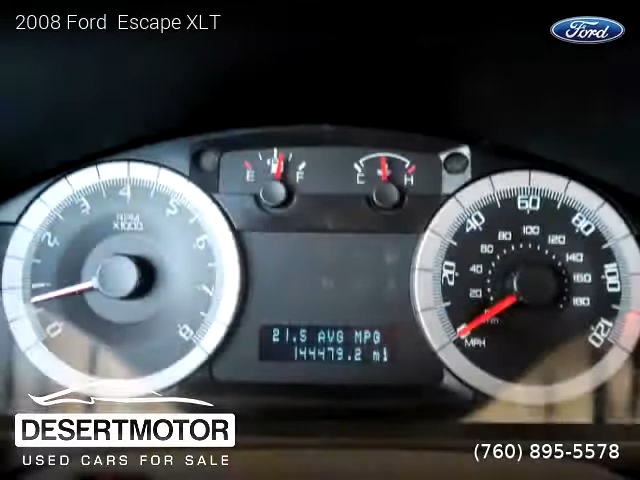 2008 Ford Escape XLT
Ford
E F
C H
RPM
X1000
0 1 2 3 4 5 6 7 8
20 40 60 80 100 120
20 40 60 80 100 120 140 160 180
MPH
21.5 AVG MPG
144479.2 mi
DESERTMOTOR
USED CARS FOR SALE
(760) 895-5578